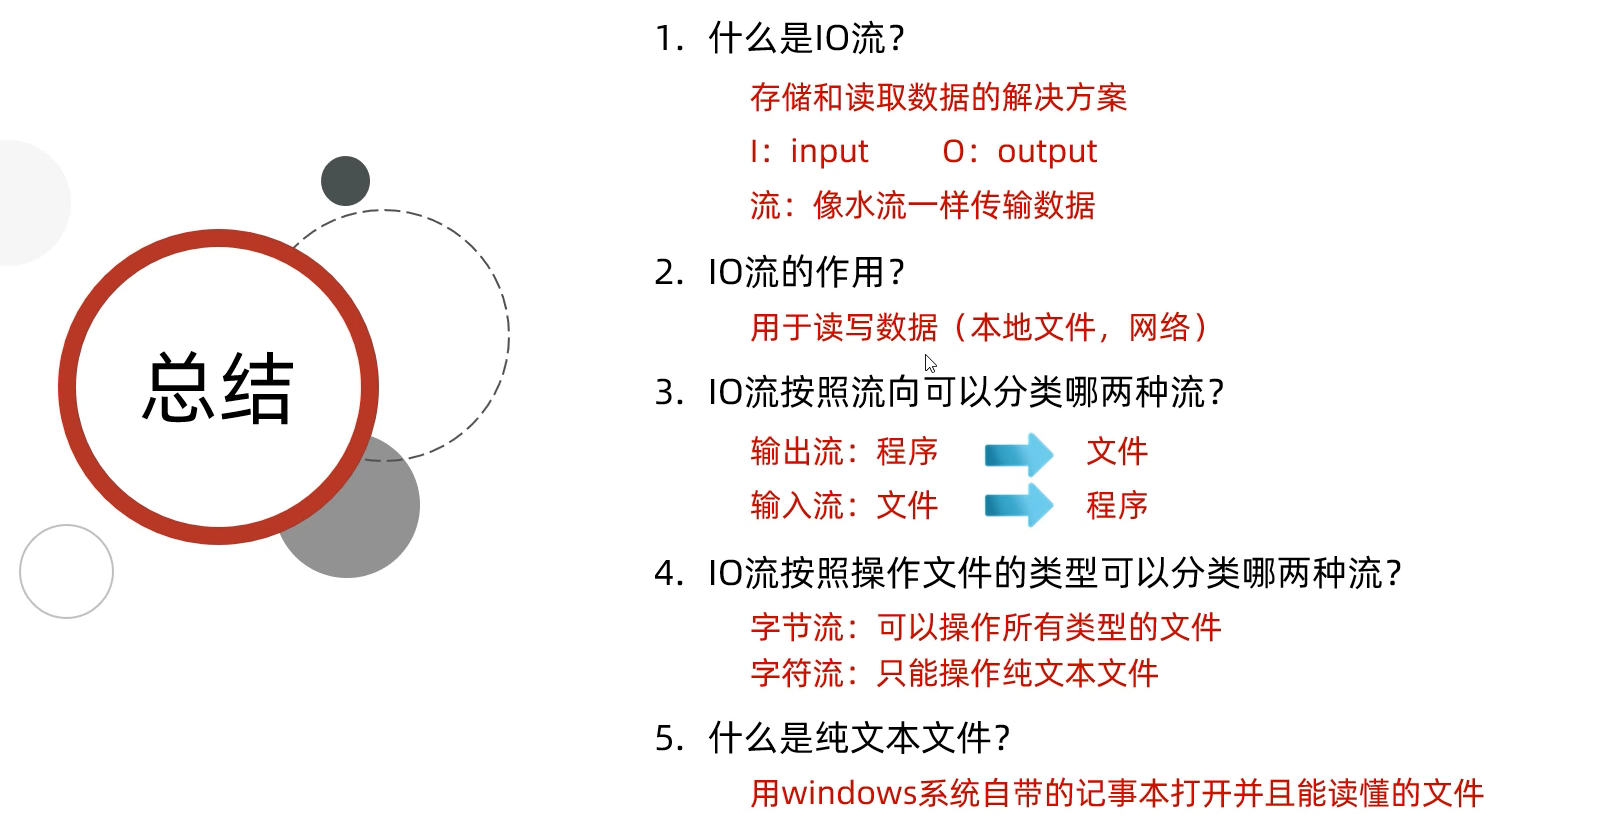 总结
1. 什么是IO流？
存储和读取数据的解决方案
I：input O：output
流：像水流一样传输数据
2. IO流的作用？
用于读写数据（本地文件，网络）
3. IO流按照流向可以分类哪两种流？
输出流：程序 文件
输入流：文件 程序
4. IO流按照操作文件的类型可以分类哪两种流？
字节流：可以操作所有类型的文件
字符流：只能操作纯文本文件
5. 什么是纯文本文件？
用windows系统自带的记事本打开并且能读懂的文件